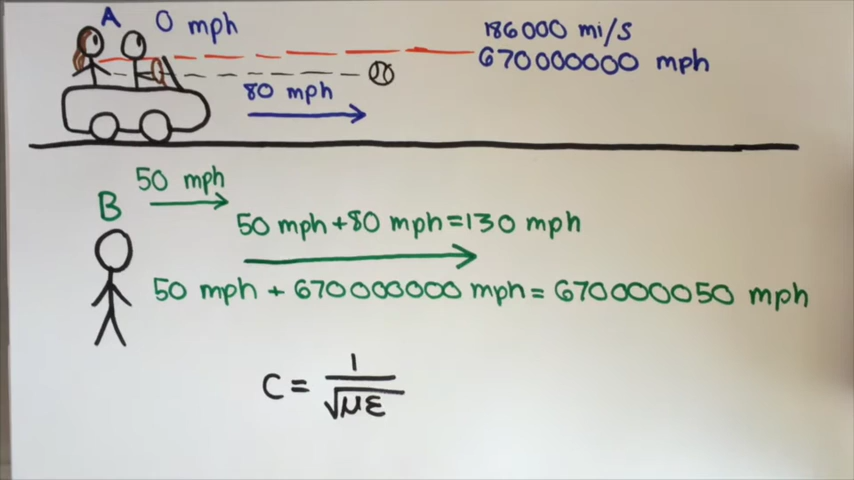 A 0 mph
186000 mi/s
670000000 mph
80 mph
50 mph
B
50 mph + 80 mph = 130 mph
50 mph + 670000000 mph = 670000050 mph
C = 1/√με